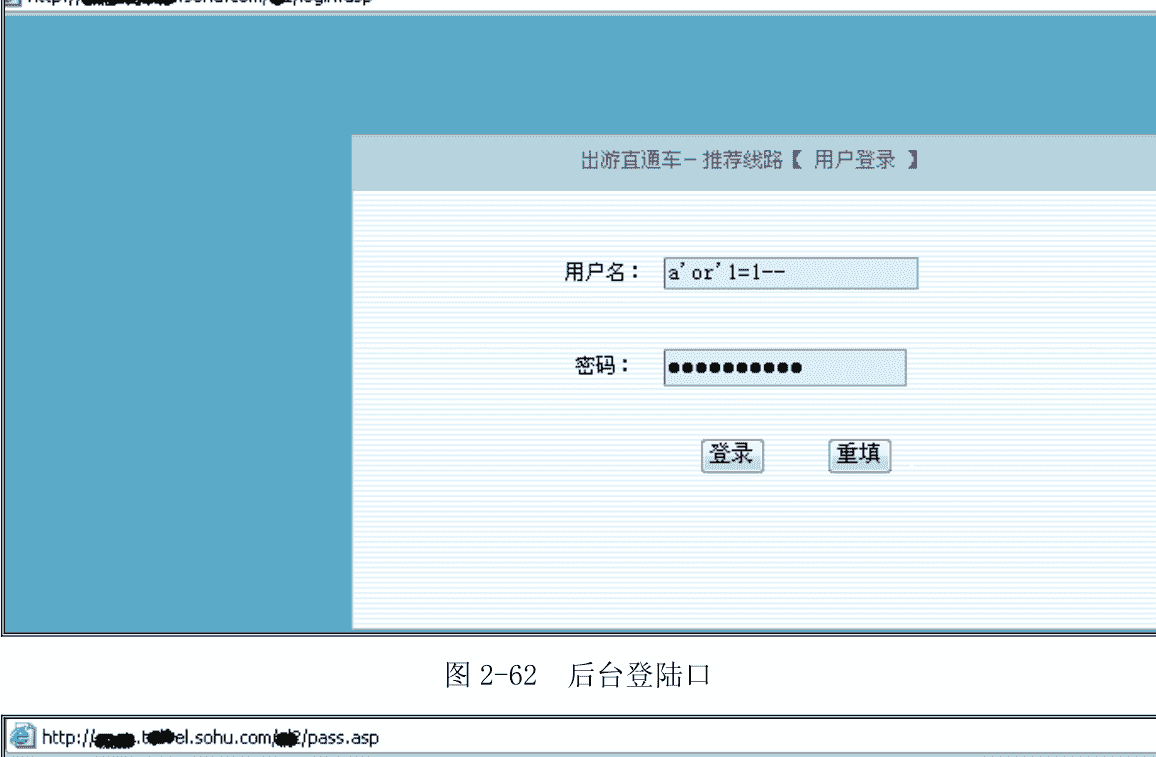 出游直通车－推荐线路【 用户登录 】
用户名： a'or'1=1--
密码： ●●●●●●●●●●
登录 重填
图 2-62 后台登陆口
http:// .t el.sohu.com/ 2/pass.asp